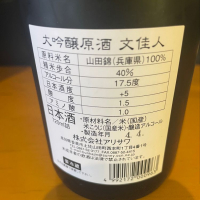 大吟醸原酒 文佳人
原料米名 山田錦(兵庫県)100%
精米歩合 40%
アルコール分 17.5度
日本酒度 +5
酸度 1.5
アミノ酸 1.0
日本酒
原材料名/米(国産)
米こうじ(国産米)・醸造アルコール
製造年月 4. 4.
株式会社アリサワ